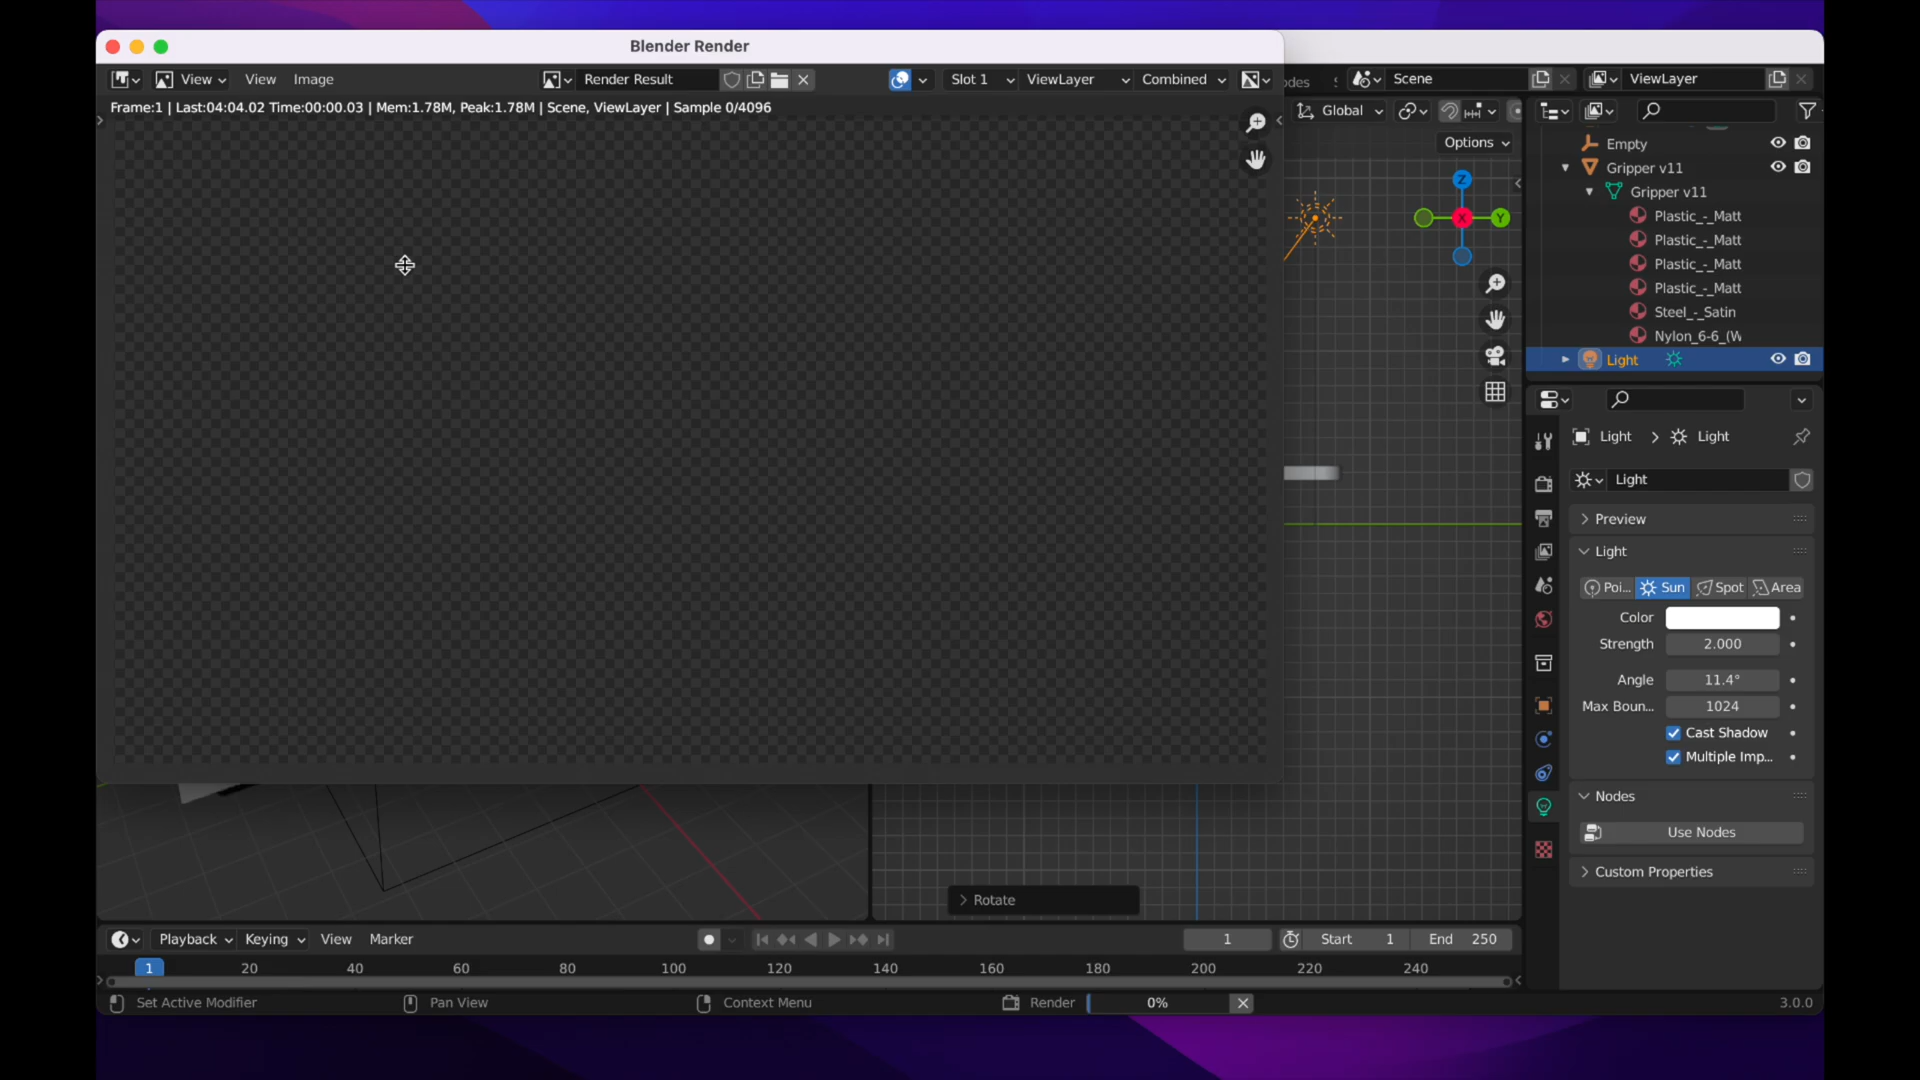 Blender Render
View View Image Render Result Slot 1 ViewLayer Combined
Frame:1 | Last:04:04.02 Time:00:00.03 | Mem:1.78M, Peak:1.78M | Scene, ViewLayer | Sample 0/4096
Scene ViewLayer
Global
Options
Z
X
Y
Empty
Gripper v11
Gripper v11
Plastic_-_Matt
Plastic_-_Matt
Plastic_-_Matt
Plastic_-_Matt
Steel_-_Satin
Nylon_6-6_(W
Light
Light Light
Light
Preview
Light
Poi... Sun Spot Area
Color
Strength 2.000
Angle 11.4°
Max Boun... 1024
Cast Shadow
Multiple Imp...
Nodes
Use Nodes
Custom Properties
Rotate
Playback Keying View Marker 1 Start 1 End 250
1 20 40 60 80 100 120 140 160 180 200 220 240
Set Active Modifier Pan View Context Menu Render 0% 3.0.0